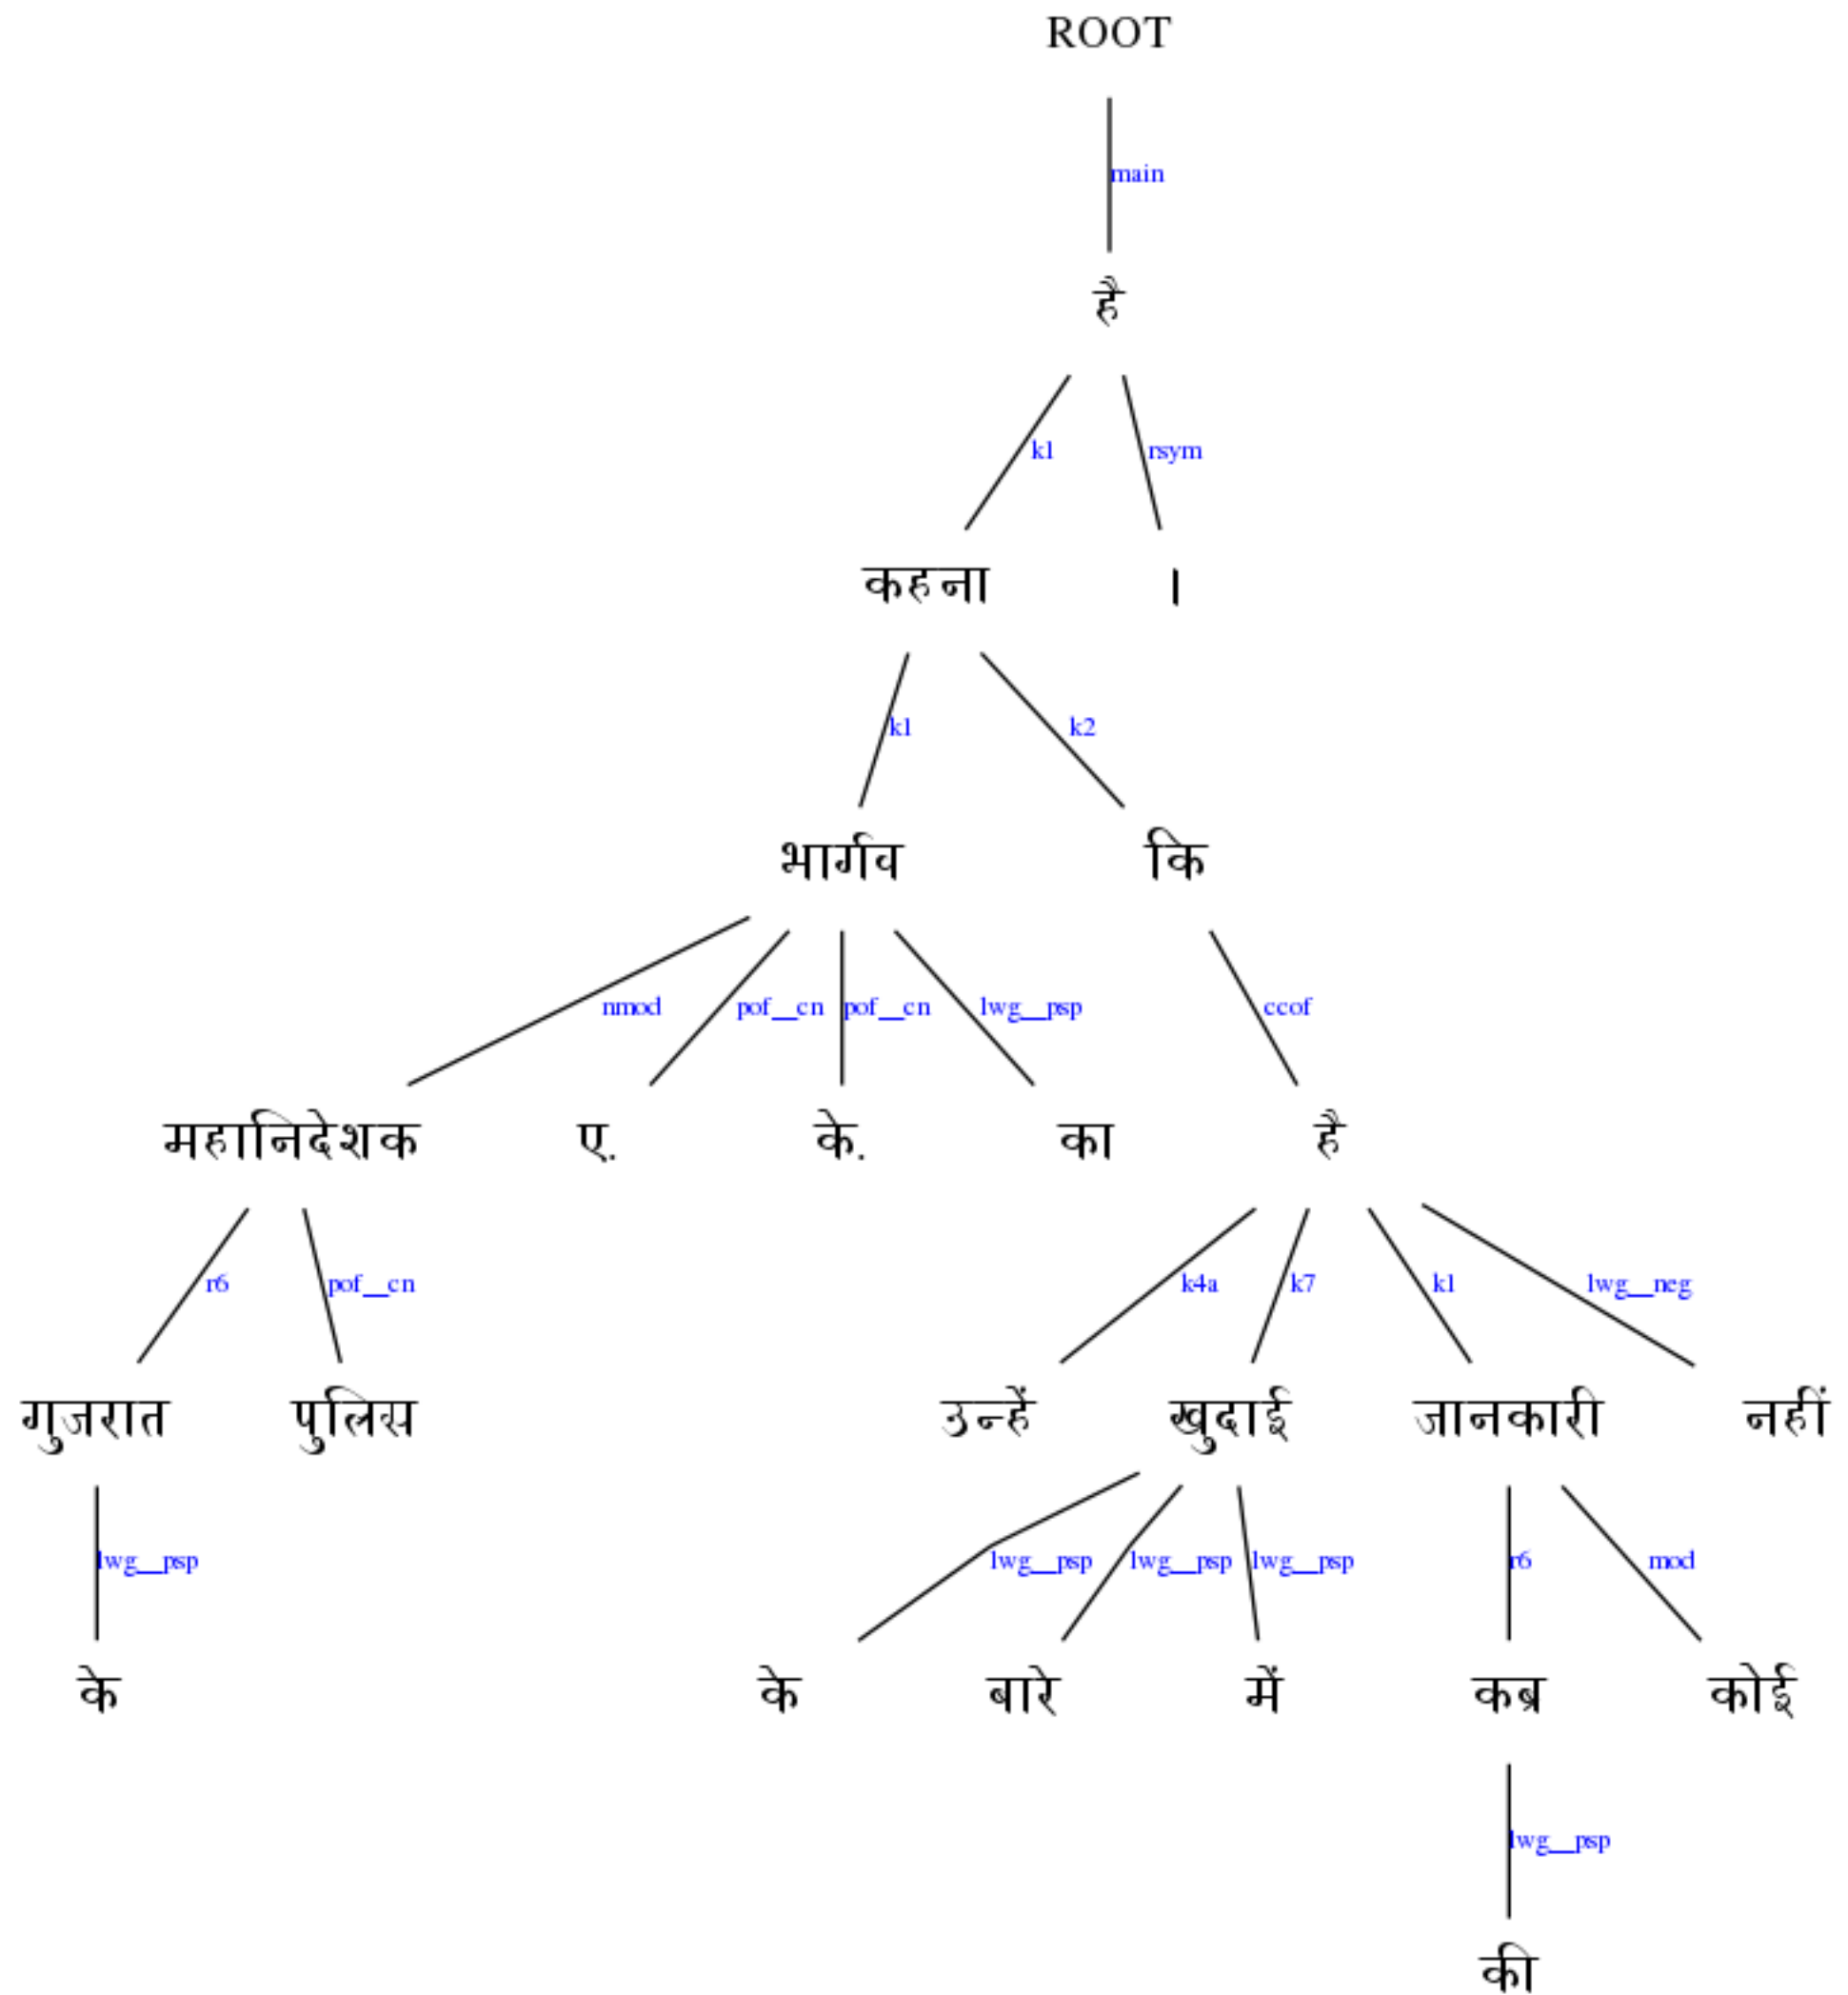 ROOT
main
है
k1 rsym
कहना ।
k1 k2
भार्गव कि
nmod pof__cn pof__cn lwg__psp ccof
महानिदेशक ए. के. का है
r6 pof__cn k4a k7 k1 lwg__neg
गुजरात पुलिस उन्हें खुदाई जानकारी नहीं
lwg__psp lwg__psp lwg__psp lwg__psp r6 mod
के के बारे में कब्र कोई
lwg__psp
की